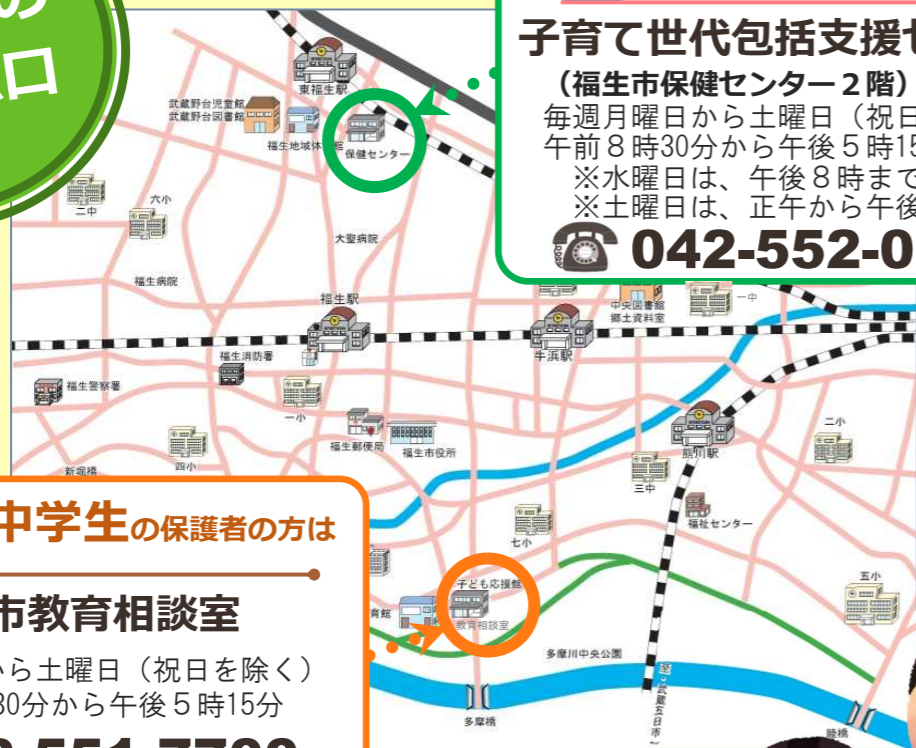 の
口
子育て世代包括支援
（福生市保健センター２階）
毎週月曜日から土曜日（祝日
午前８時30分から午後５時15
※水曜日は、午後８時まで
※土曜日は、正午から午後
042-552-0
東福生駅
武蔵野台児童館
武蔵野台図書館
福生地域体 館
保健センター
二中
六小
大聖病院
福生病院
福生駅
中央図書館
郷土資料室
一中
牛浜駅
福生消防署
福生警察署
一小
福生郵便局
福生市役所
四小
新堀橋
熊川駅
二小
三中
福祉センター
七小
五小
中学生の保護者の方は
市教育相談室
から土曜日（祝日を除く）
30分から午後５時15分
551-7700
子ども応援館
教育相談室
育館
多摩川中央公園
多摩橋
至・武蔵五日市
睦橋